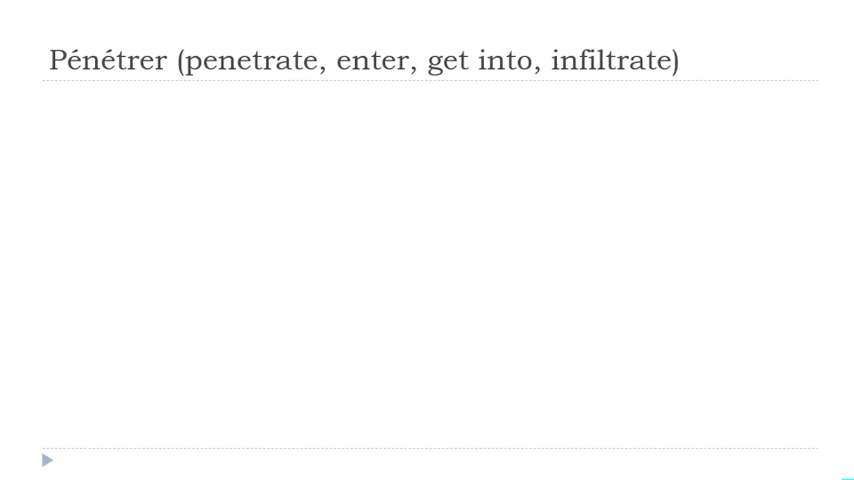 Pénétrer (penetrate, enter, get into, infiltrate)